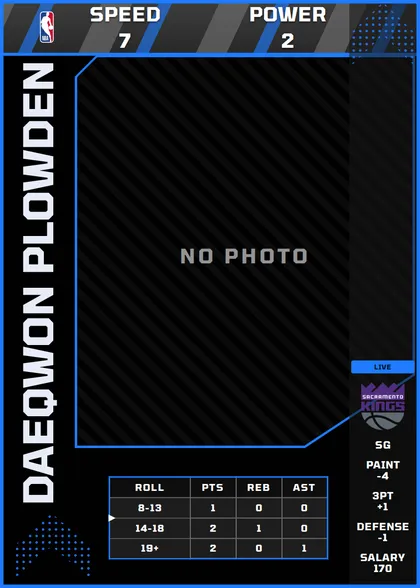 SPEED
7
POWER
2
DAEQWON PLOWDEN
NO PHOTO
LIVE
SACRAMENTO
KINGS
SG
PAINT
-4
3PT
+1
DEFENSE
-1
SALARY
170
ROLL PTS REB AST
8-13 1 0 0
14-18 2 1 0
19+ 2 0 1